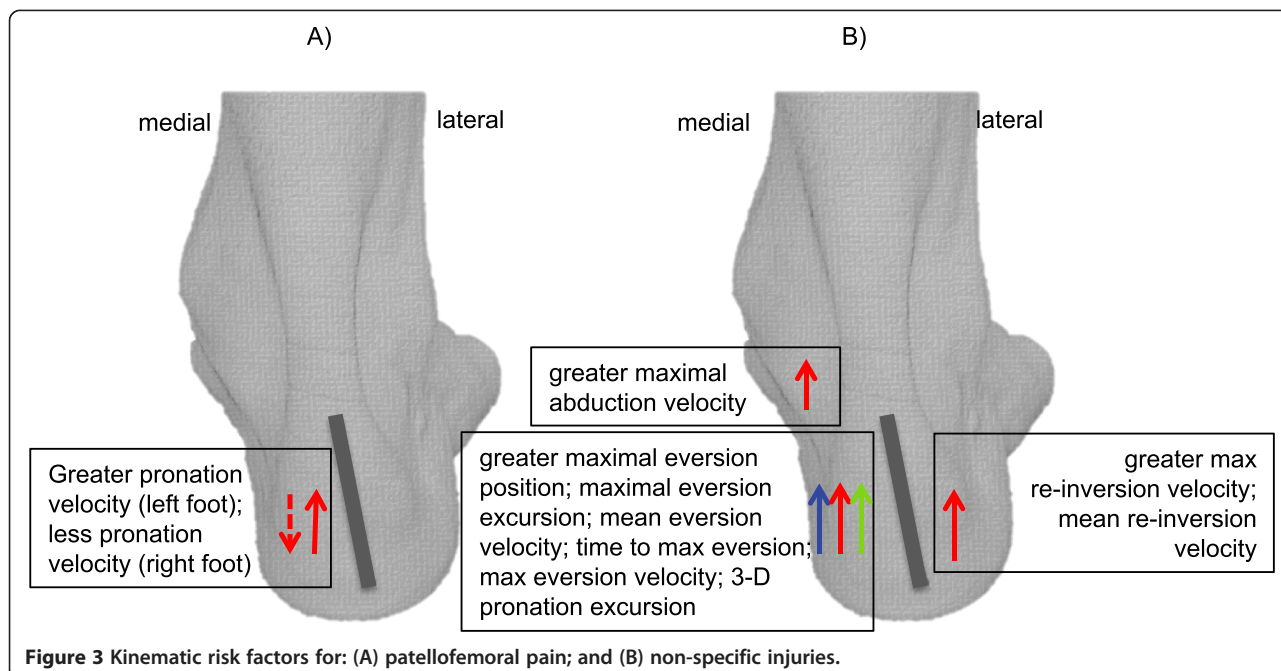 A)
B)
medial
lateral
medial
lateral
greater maximal
abduction velocity
Greater pronation
velocity (left foot);
less pronation
velocity (right foot)
greater maximal eversion
position; maximal eversion
excursion; mean eversion
velocity; time to max eversion;
max eversion velocity; 3-D
pronation excursion
greater max
re-inversion velocity;
mean re-inversion
velocity
Figure 3 Kinematic risk factors for: (A) patellofemoral pain; and (B) non-specific injuries.